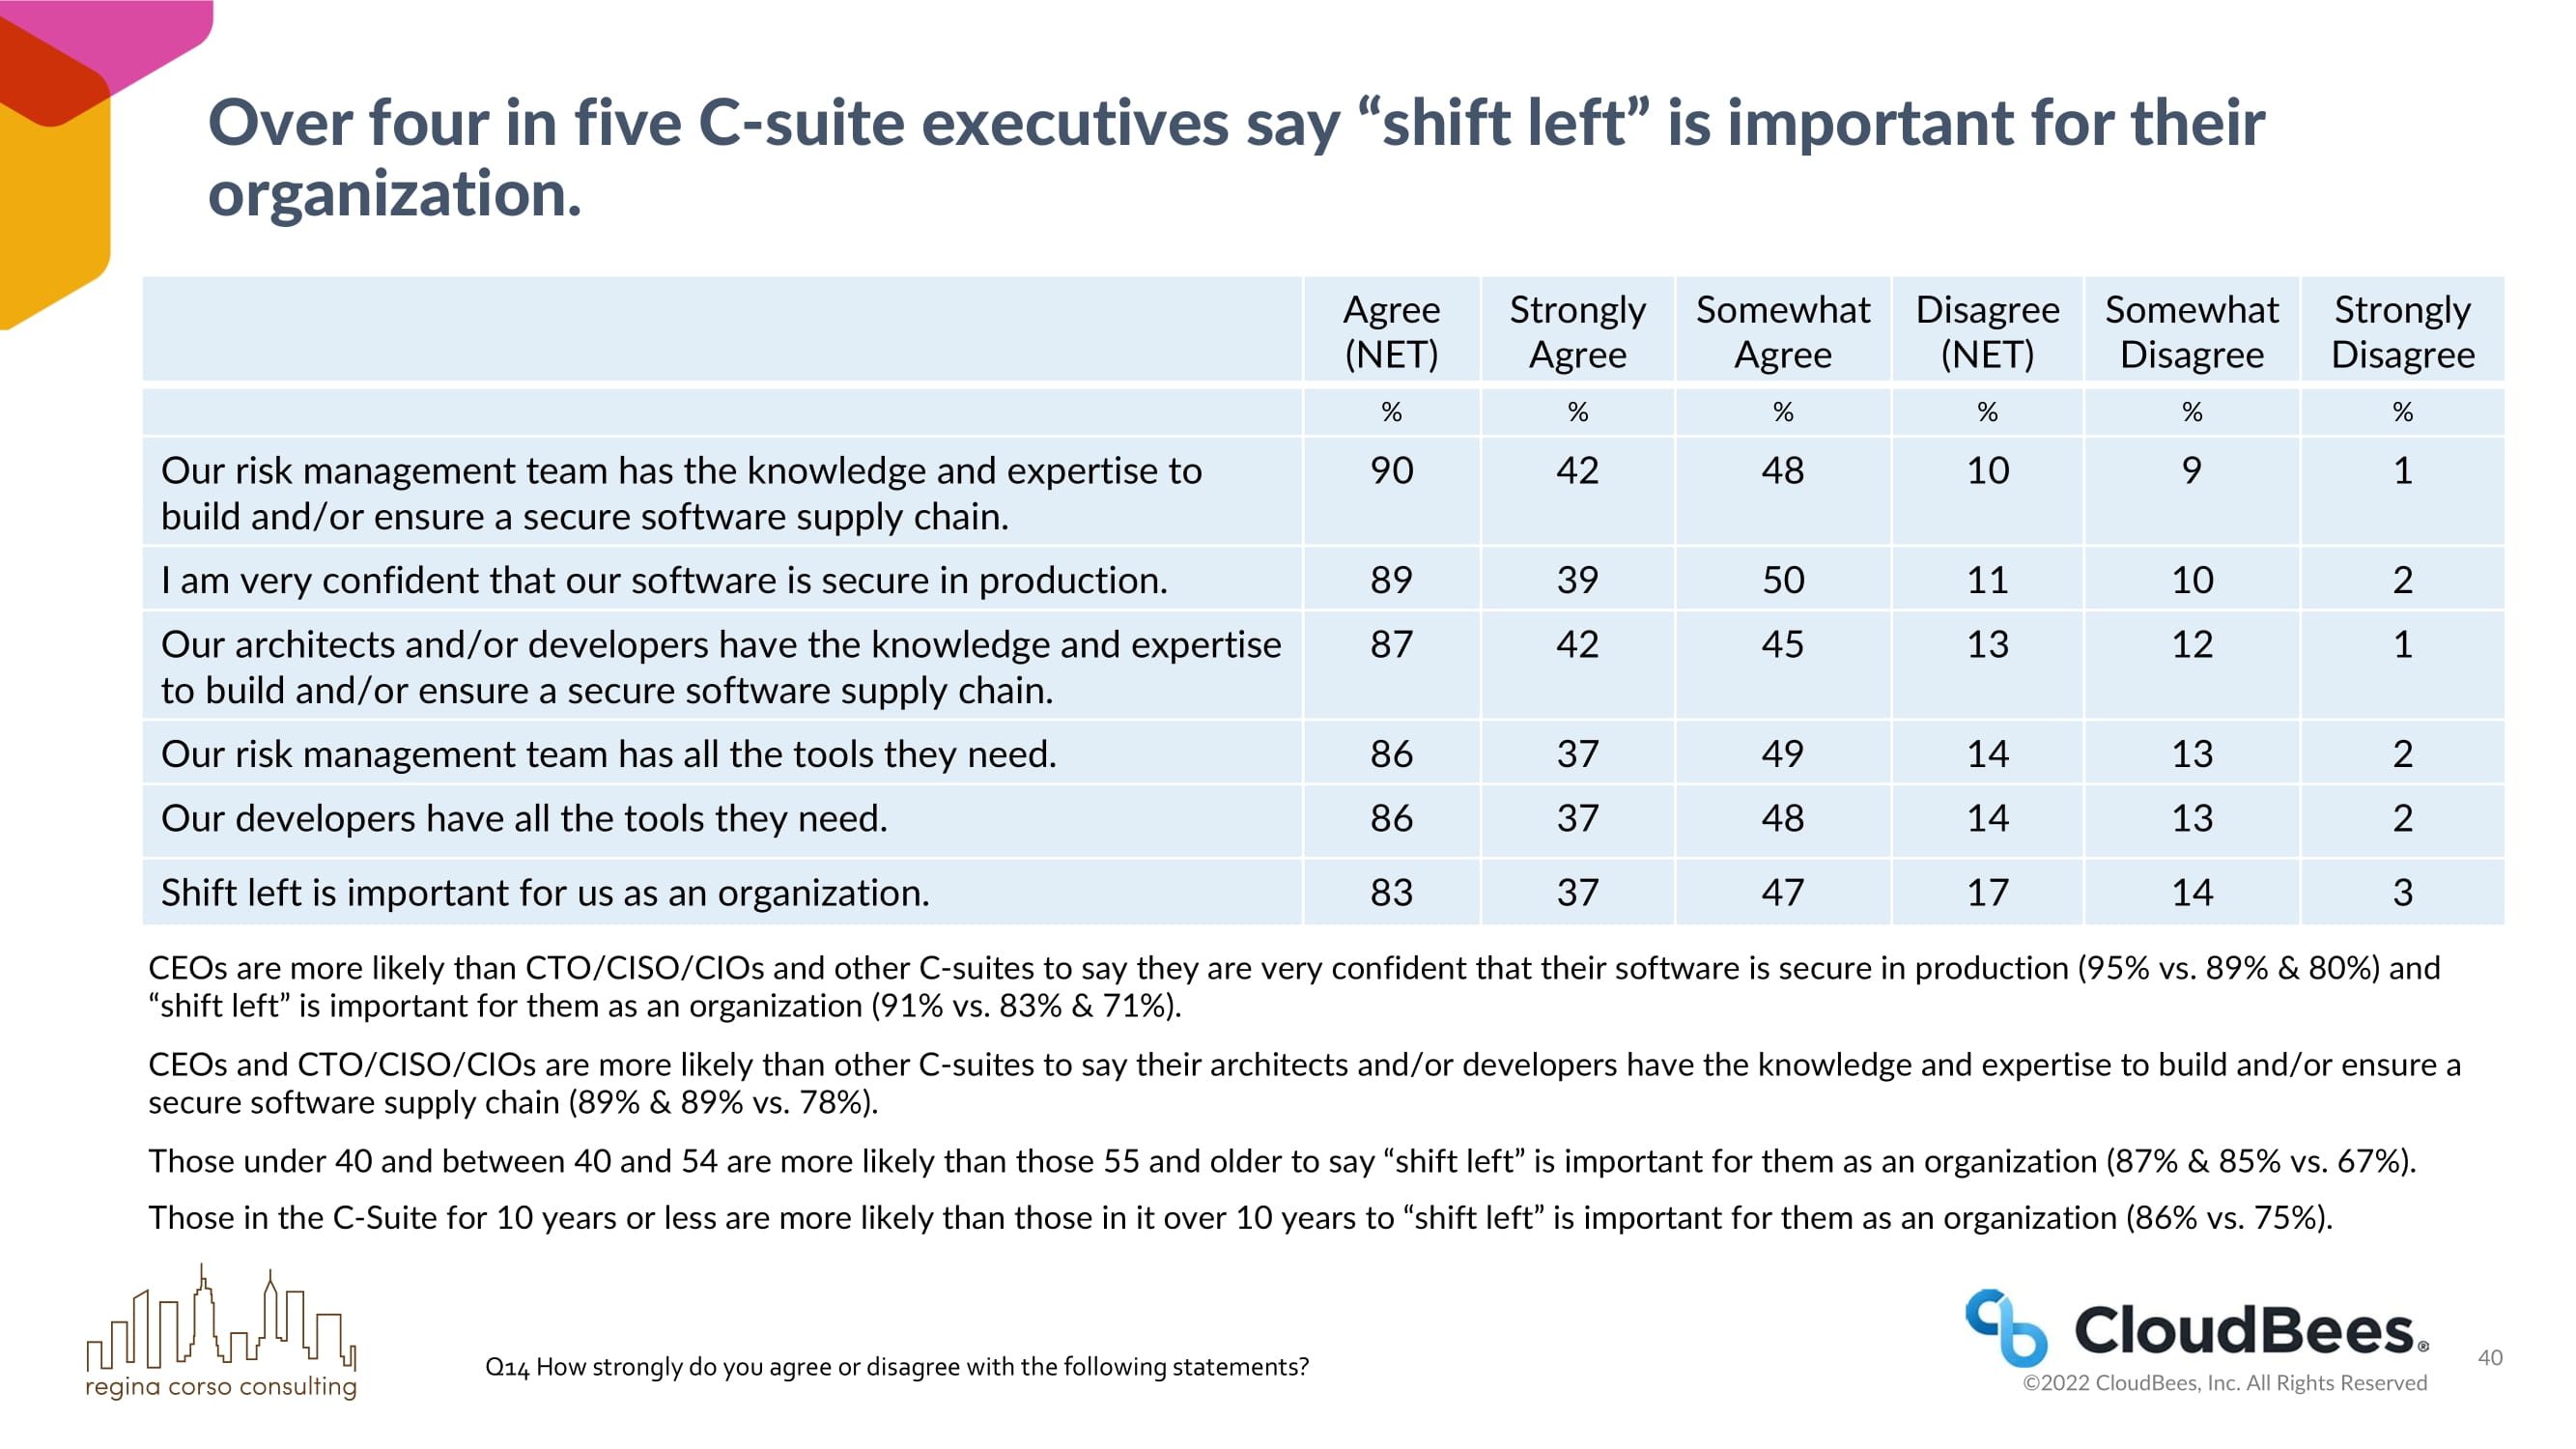 Over four in five C-suite executives say “shift left” is important for their
organization.
Agree (NET) Strongly Agree Somewhat Agree Disagree (NET) Somewhat Disagree Strongly Disagree
% % % % % %
Our risk management team has the knowledge and expertise to
build and/or ensure a secure software supply chain.
90 42 48 10 9 1
I am very confident that our software is secure in production. 89 39 50 11 10 2
Our architects and/or developers have the knowledge and expertise
to build and/or ensure a secure software supply chain.
87 42 45 13 12 1
Our risk management team has all the tools they need. 86 37 49 14 13 2
Our developers have all the tools they need. 86 37 48 14 13 2
Shift left is important for us as an organization. 83 37 47 17 14 3
CEOs are more likely than CTO/CISO/CIOs and other C-suites to say they are very confident that their software is secure in production (95% vs. 89% & 80%) and
“shift left” is important for them as an organization (91% vs. 83% & 71%).
CEOs and CTO/CISO/CIOs are more likely than other C-suites to say their architects and/or developers have the knowledge and expertise to build and/or ensure a
secure software supply chain (89% & 89% vs. 78%).
Those under 40 and between 40 and 54 are more likely than those 55 and older to say “shift left” is important for them as an organization (87% & 85% vs. 67%).
Those in the C-Suite for 10 years or less are more likely than those in it over 10 years to “shift left” is important for them as an organization (86% vs. 75%).
regina corso consulting
Q14 How strongly do you agree or disagree with the following statements?
CloudBees®
©2022 CloudBees, Inc. All Rights Reserved
40